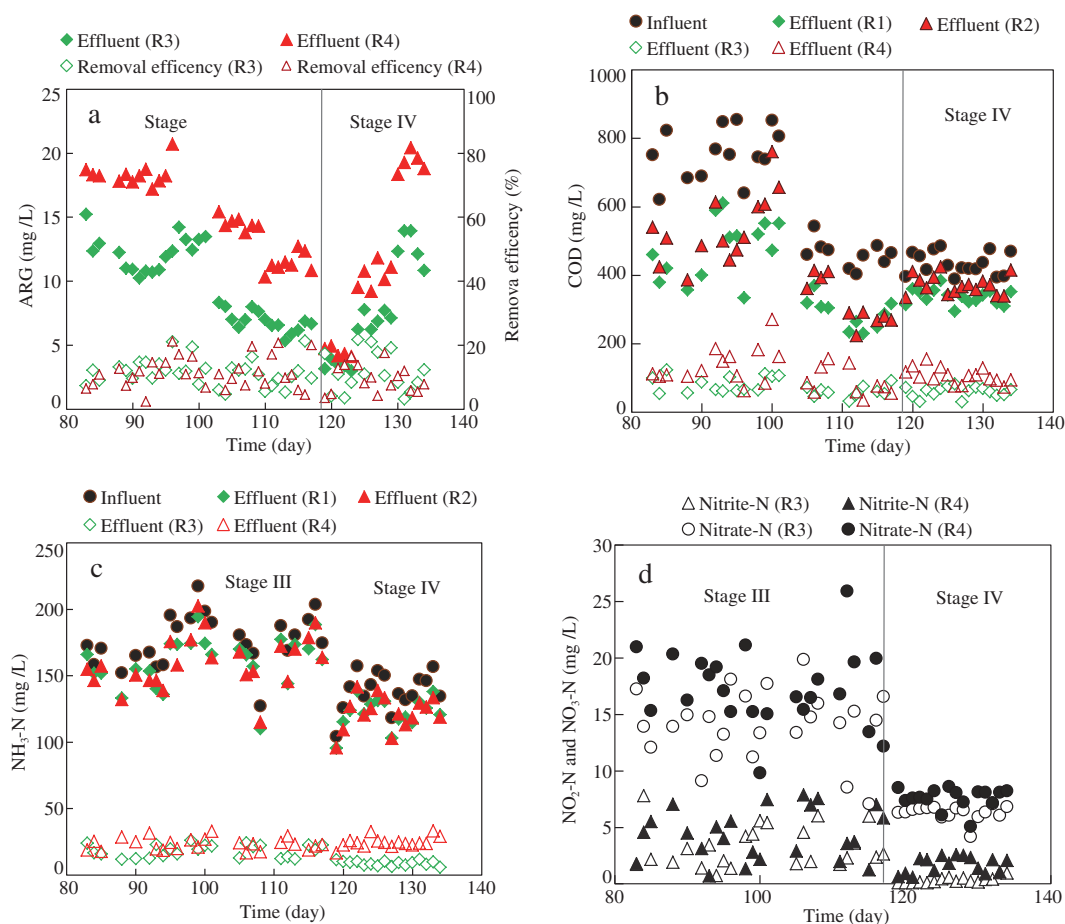 Effluent (R3) Effluent (R4)
Removal efficency (R3) Removal efficency (R4)
25 100
20 80
15 60
10 40
5 20
0 0
a
Stage Stage IV
ARG (mg /L)
Remova efficency (%)
80 90 100 110 120 130 140
Time (day)
Influent Effluent (R1) Effluent (R2)
Effluent (R3) Effluent (R4)
1000
800
600
400
200
0
b
Stage IV
COD (mg /L)
80 90 100 110 120 130 140
Time (day)
Influent Effluent (R1) Effluent (R2)
Effluent (R3) Effluent (R4)
250
200
150
100
50
0
c
Stage III Stage IV
NH3-N (mg /L)
80 90 100 110 120 130 140
Time (day)
Nitrite-N (R3) Nitrite-N (R4)
Nitrate-N (R3) Nitrate-N (R4)
30
25
20
15
10
5
0
d
Stage III Stage IV
NO2-N and NO3-N (mg /L)
80 100 120 140
Time (day)